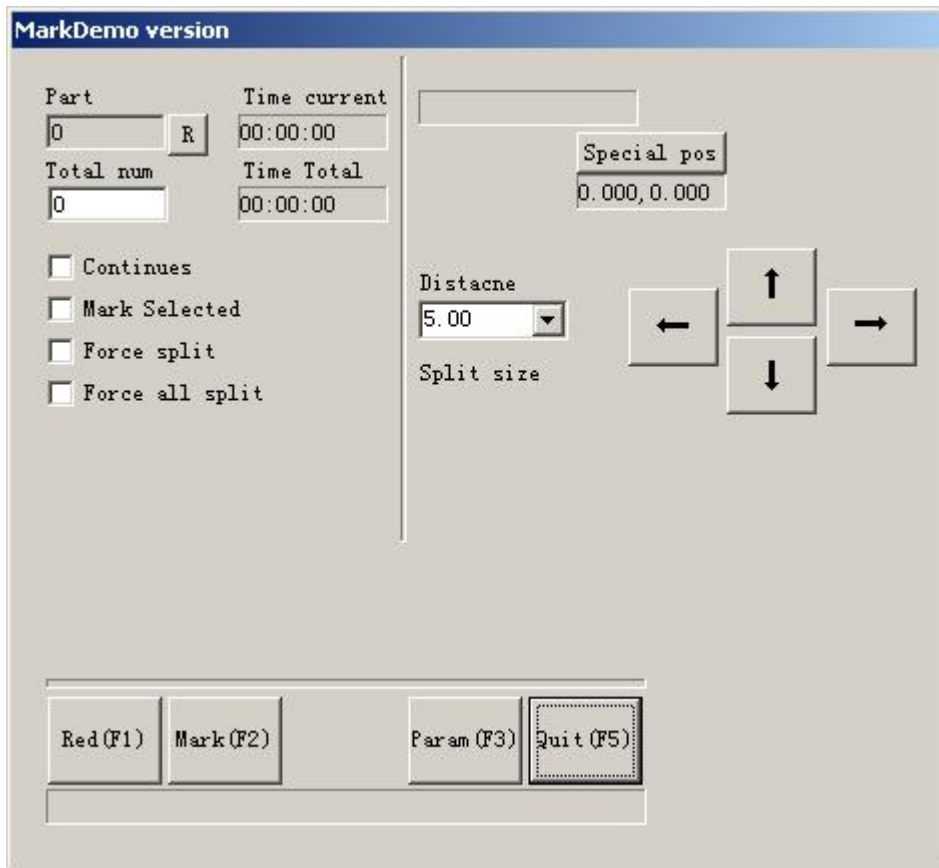 MarkDemo version
Part
0
R
Time current
00:00:00
Total num
0
Time Total
00:00:00
Continues
Mark Selected
Force split
Force all split
Special pos
0.000,0.000
Distacne
5.00
Split size
Red(F1)
Mark(F2)
Param(F3)
Quit(F5)